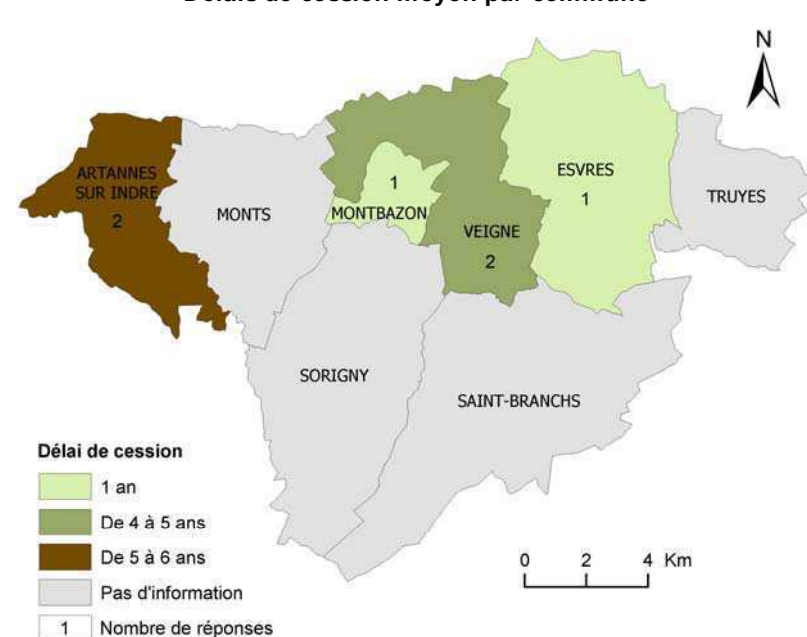 Délais de cession moyen par commune
N
ARTANNES
SUR INDRE
2
MONTS
1
MONTBAZON
VEIGNE
2
ESVRES
1
TRUYES
SORIGNY
SAINT-BRANCHS
Délai de cession
1 an
De 4 à 5 ans
De 5 à 6 ans
Pas d'information
1 Nombre de réponses
0 2 4 Km